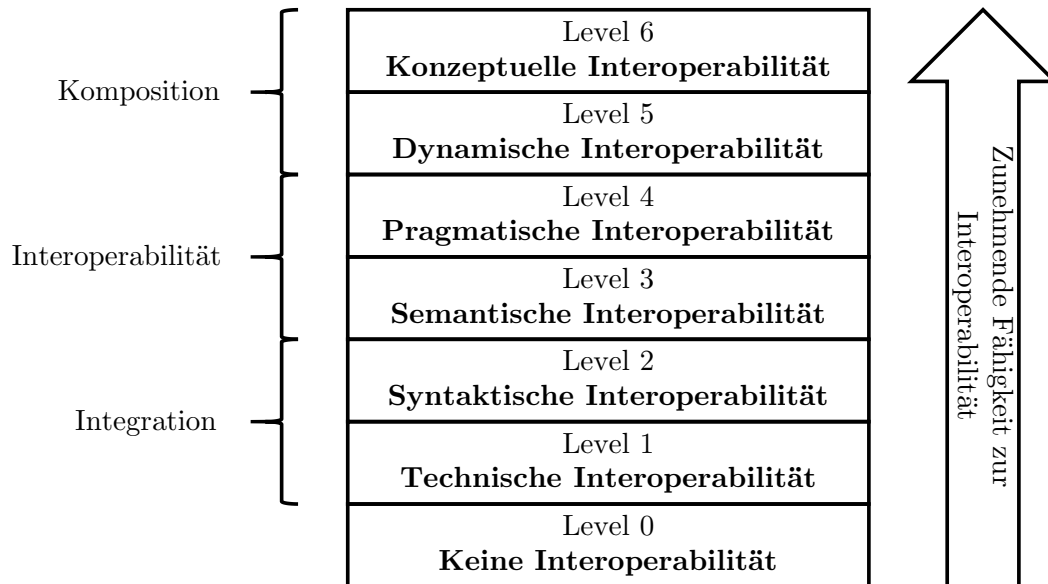 Level 6
Konzeptuelle Interoperabilität
Komposition
Level 5
Dynamische Interoperabilität
Level 4
Pragmatische Interoperabilität
Interoperabilität
Level 3
Semantische Interoperabilität
Level 2
Syntaktische Interoperabilität
Integration
Level 1
Technische Interoperabilität
Level 0
Keine Interoperabilität
Zunehmende Fähigkeit zur
Interoperabilität